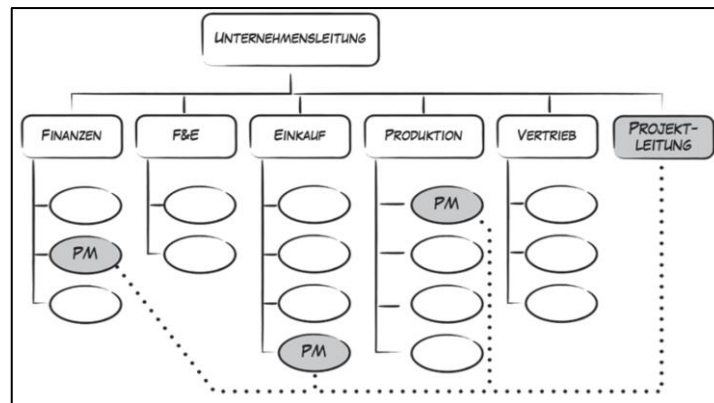 UNTERNEHMENSLEITUNG
FINANZEN
F&E
EINKAUF
PRODUKTION
VERTRIEB
PROJEKT-
LEITUNG
PM
PM
PM